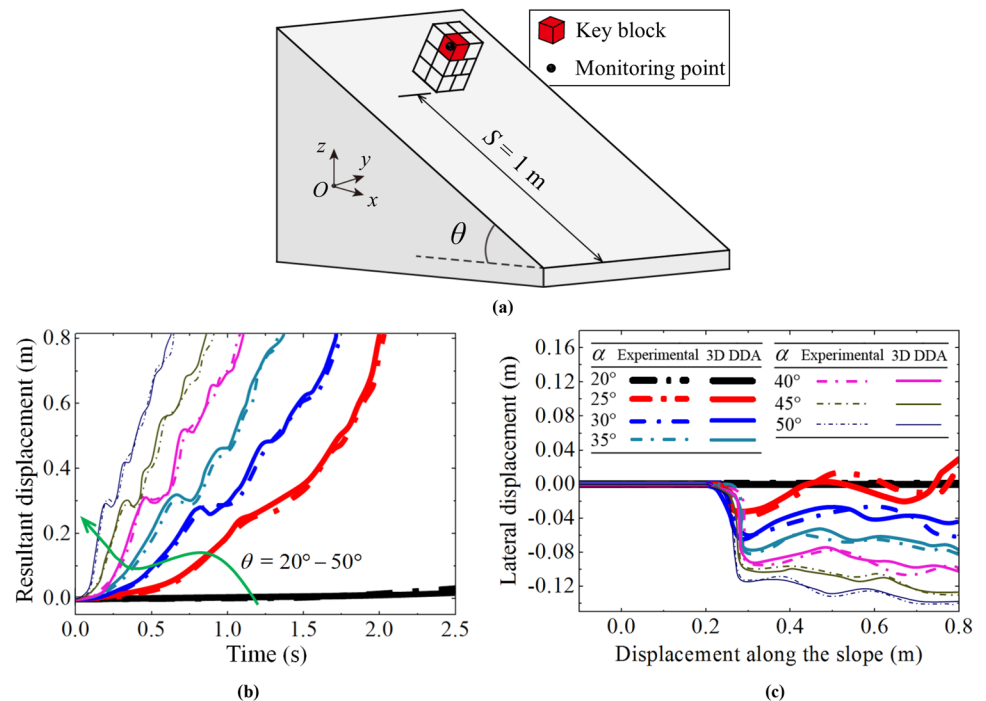 Key block
Monitoring point
S = 1 m
z
y
O
x
θ
(a)
Resultant displacement (m)
0.8
0.6
0.4
0.2
0.0
θ = 20° – 50°
0.0 0.5 1.0 1.5 2.0 2.5
Time (s)
(b)
Lateral displacement (m)
0.16
0.12
0.08
0.04
0.00
-0.04
-0.08
-0.12
α Experimental 3D DDA
20°
25°
30°
35°
α Experimental 3D DDA
40°
45°
50°
0.0 0.2 0.4 0.6 0.8
Displacement along the slope (m)
(c)